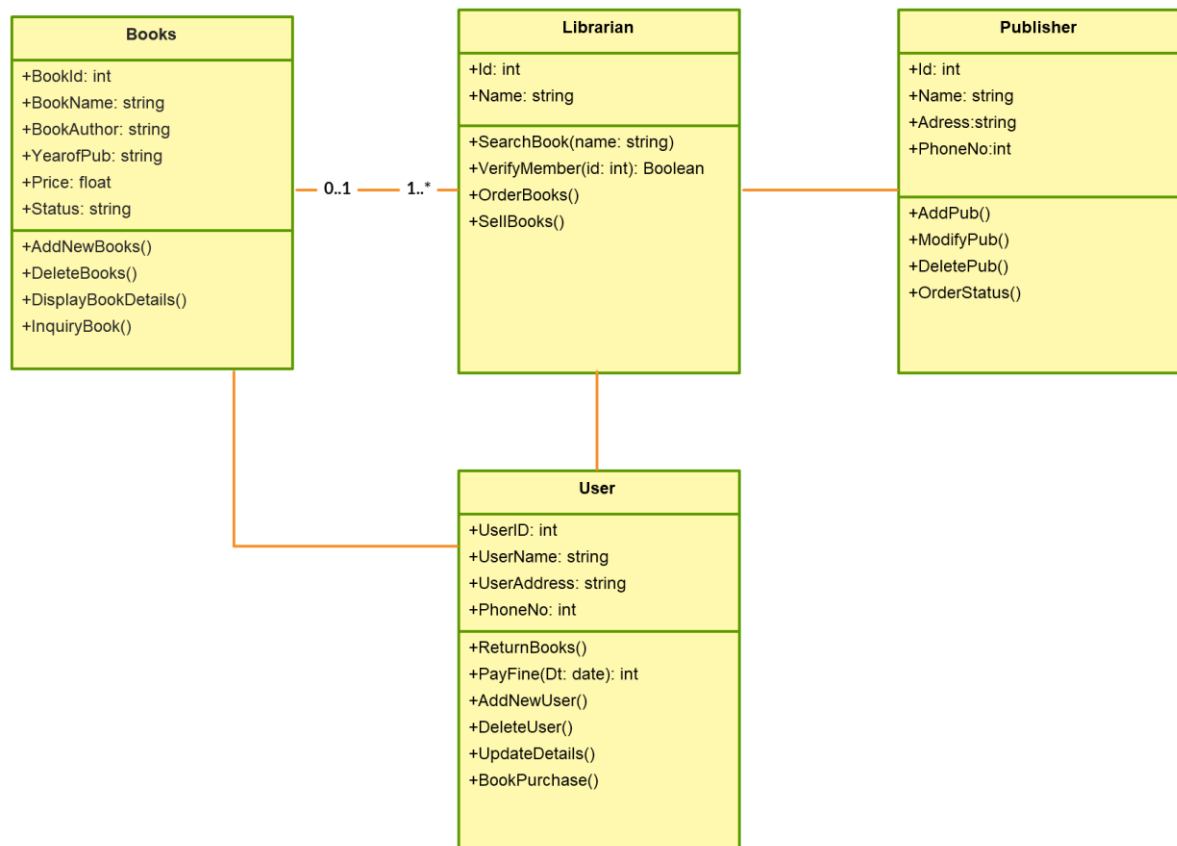 Books
+BookId: int
+BookName: string
+BookAuthor: string
+YearofPub: string
+Price: float
+Status: string
+AddNewBooks()
+DeleteBooks()
+DisplayBookDetails()
+InquiryBook()
0..1
1..*
Librarian
+Id: int
+Name: string
+SearchBook(name: string)
+VerifyMember(id: int): Boolean
+OrderBooks()
+SellBooks()
Publisher
+Id: int
+Name: string
+Adress:string
+PhoneNo:int
+AddPub()
+ModifyPub()
+DeletePub()
+OrderStatus()
User
+UserID: int
+UserName: string
+UserAddress: string
+PhoneNo: int
+ReturnBooks()
+PayFine(Dt: date): int
+AddNewUser()
+DeleteUser()
+UpdateDetails()
+BookPurchase()